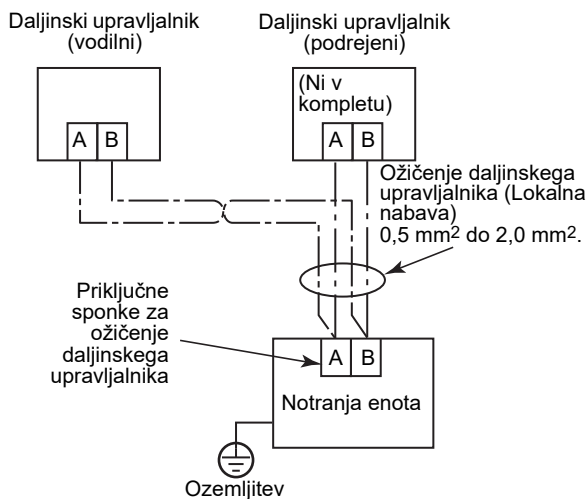 Daljinski upravljalnik
(vodilni)
Daljinski upravljalnik
(podrejeni)
(Ni v
kompletu)
A B
A B
Ožičenje daljinskega
upravljalnika (Lokalna
nabava)
0,5 mm² do 2,0 mm².
Priključne
sponke za
ožičenje
daljinskega
upravljalnika
A B
Notranja enota
Ozemljitev